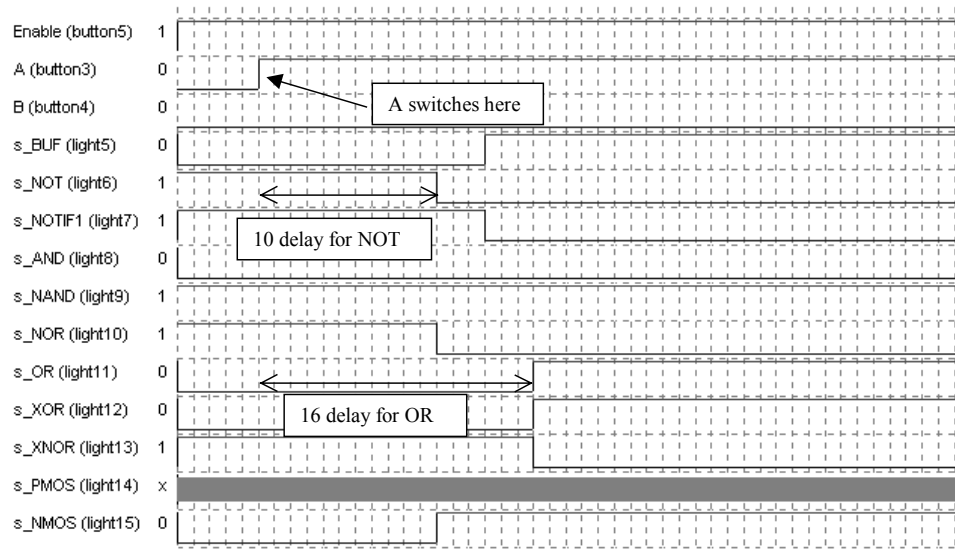 Enable (button5) 1
A (button3) 0
A switches here
B (button4) 0
s_BUF (light5) 0
s_NOT (light6) 1
s_NOTIF1 (light7) 1
10 delay for NOT
s_AND (light8) 0
s_NAND (light9) 1
s_NOR (light10) 1
s_OR (light11) 0
s_XOR (light12) 0
16 delay for OR
s_XNOR (light13) 1
s_PMOS (light14) x
s_NMOS (light15) 0